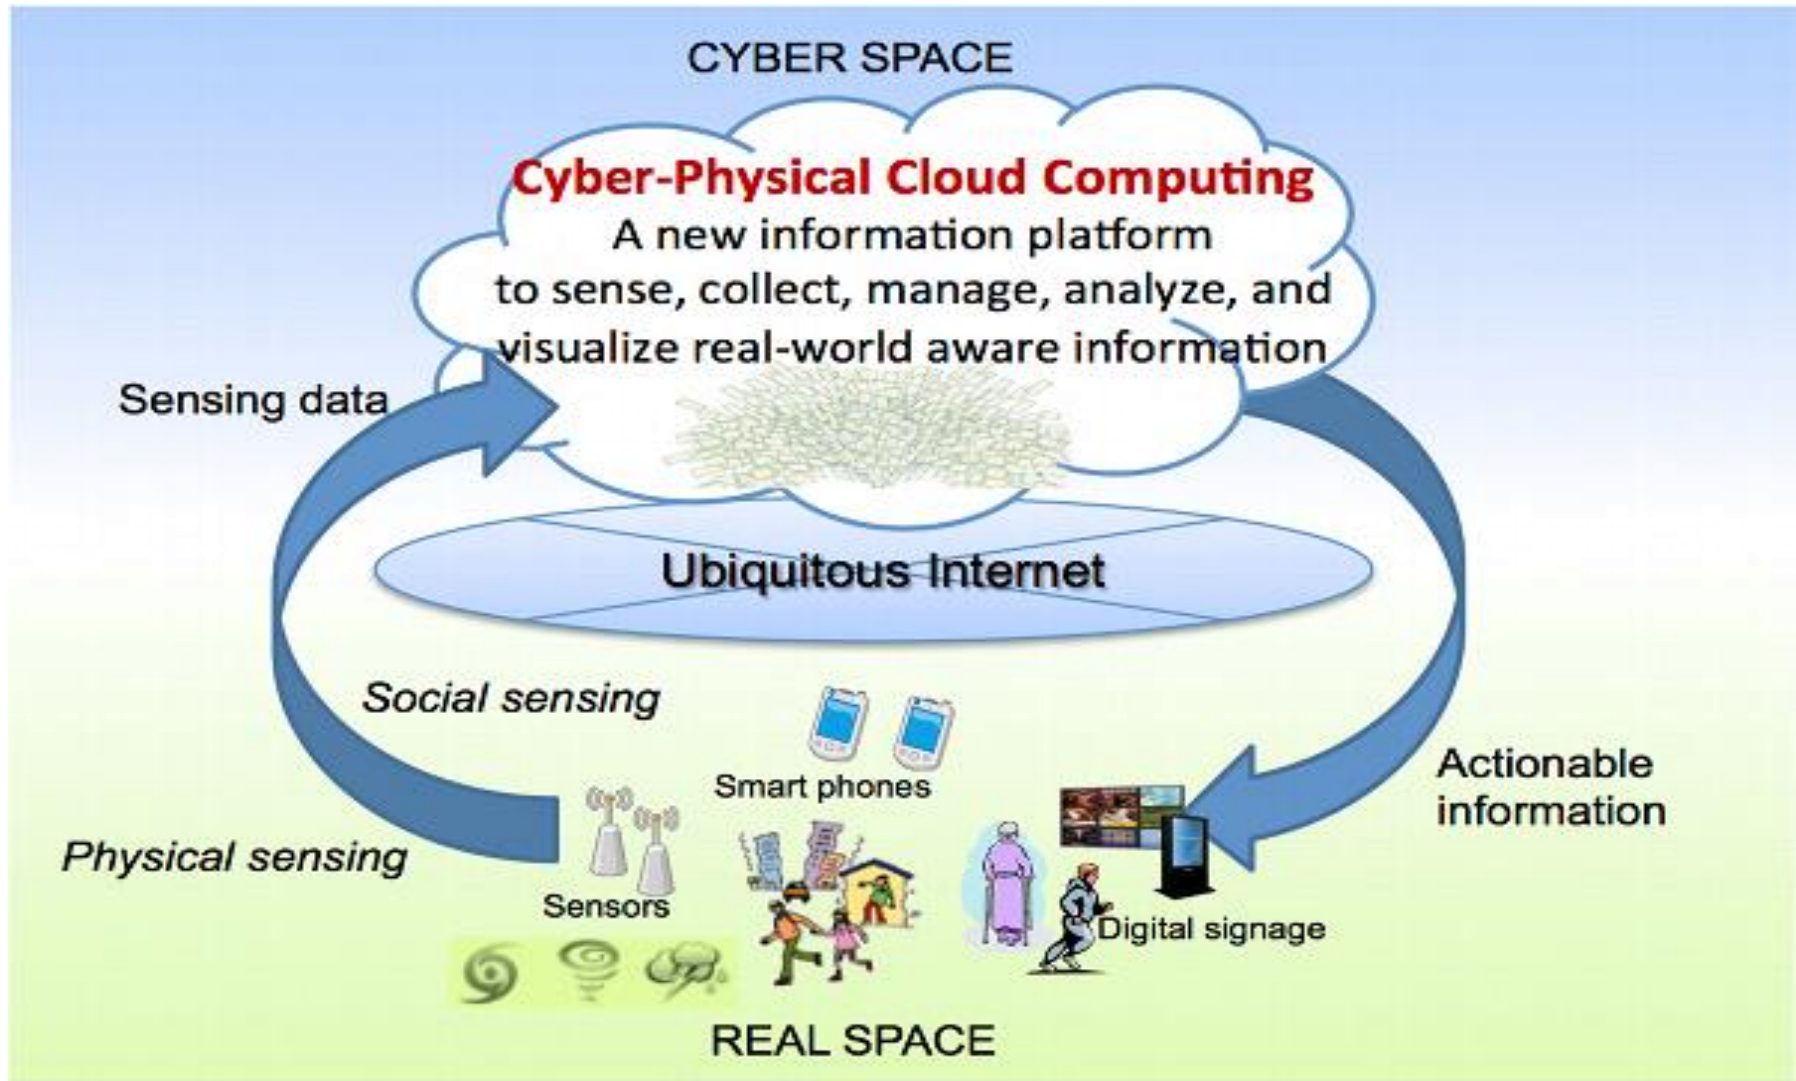 CYBER SPACE
Cyber-Physical Cloud Computing
A new information platform
to sense, collect, manage, analyze, and
visualize real-world aware information
Sensing data
Ubiquitous Internet
Social sensing
Smart phones
Actionable
information
Physical sensing
Sensors
Digital signage
REAL SPACE